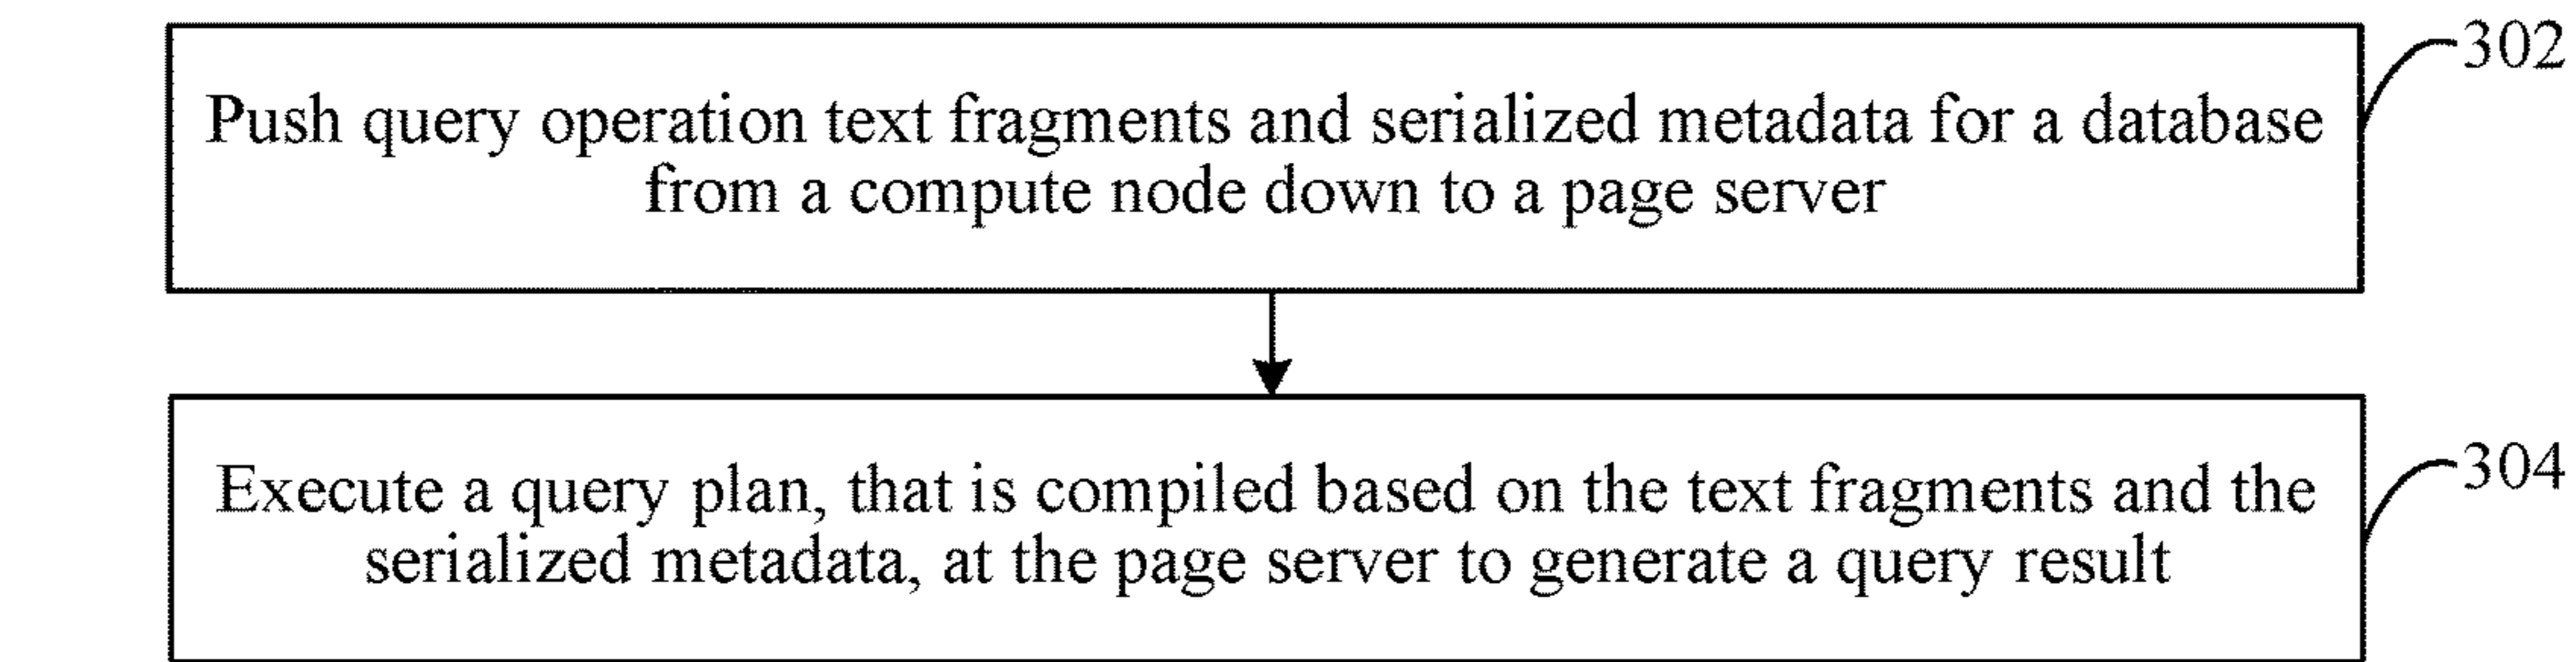 302
Push query operation text fragments and serialized metadata for a database
from a compute node down to a page server
304
Execute a query plan, that is compiled based on the text fragments and the
serialized metadata, at the page server to generate a query result